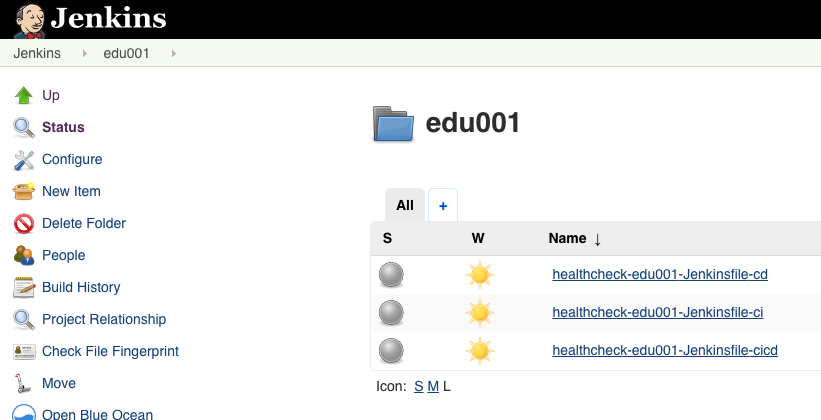 Jenkins
Jenkins edu001
Up
Status
Configure
New Item
Delete Folder
People
Build History
Project Relationship
Check File Fingerprint
Move
Open Blue Ocean
edu001
All +
S W Name ↓
healthcheck-edu001-Jenkinsfile-cd
healthcheck-edu001-Jenkinsfile-ci
healthcheck-edu001-Jenkinsfile-cicd
Icon: S M L